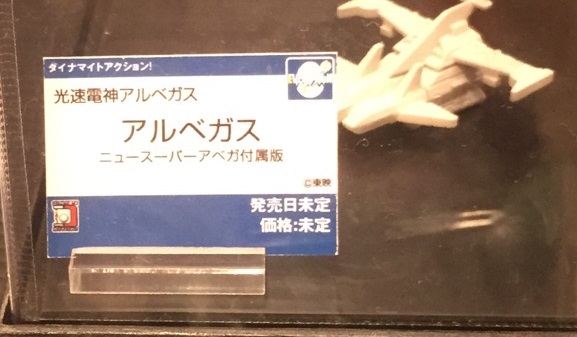 ダイナマイトアクション!
光速電神アルベガス
アルベガス
ニュースーパーアベガ付属版
©東映
発売日未定
価格:未定